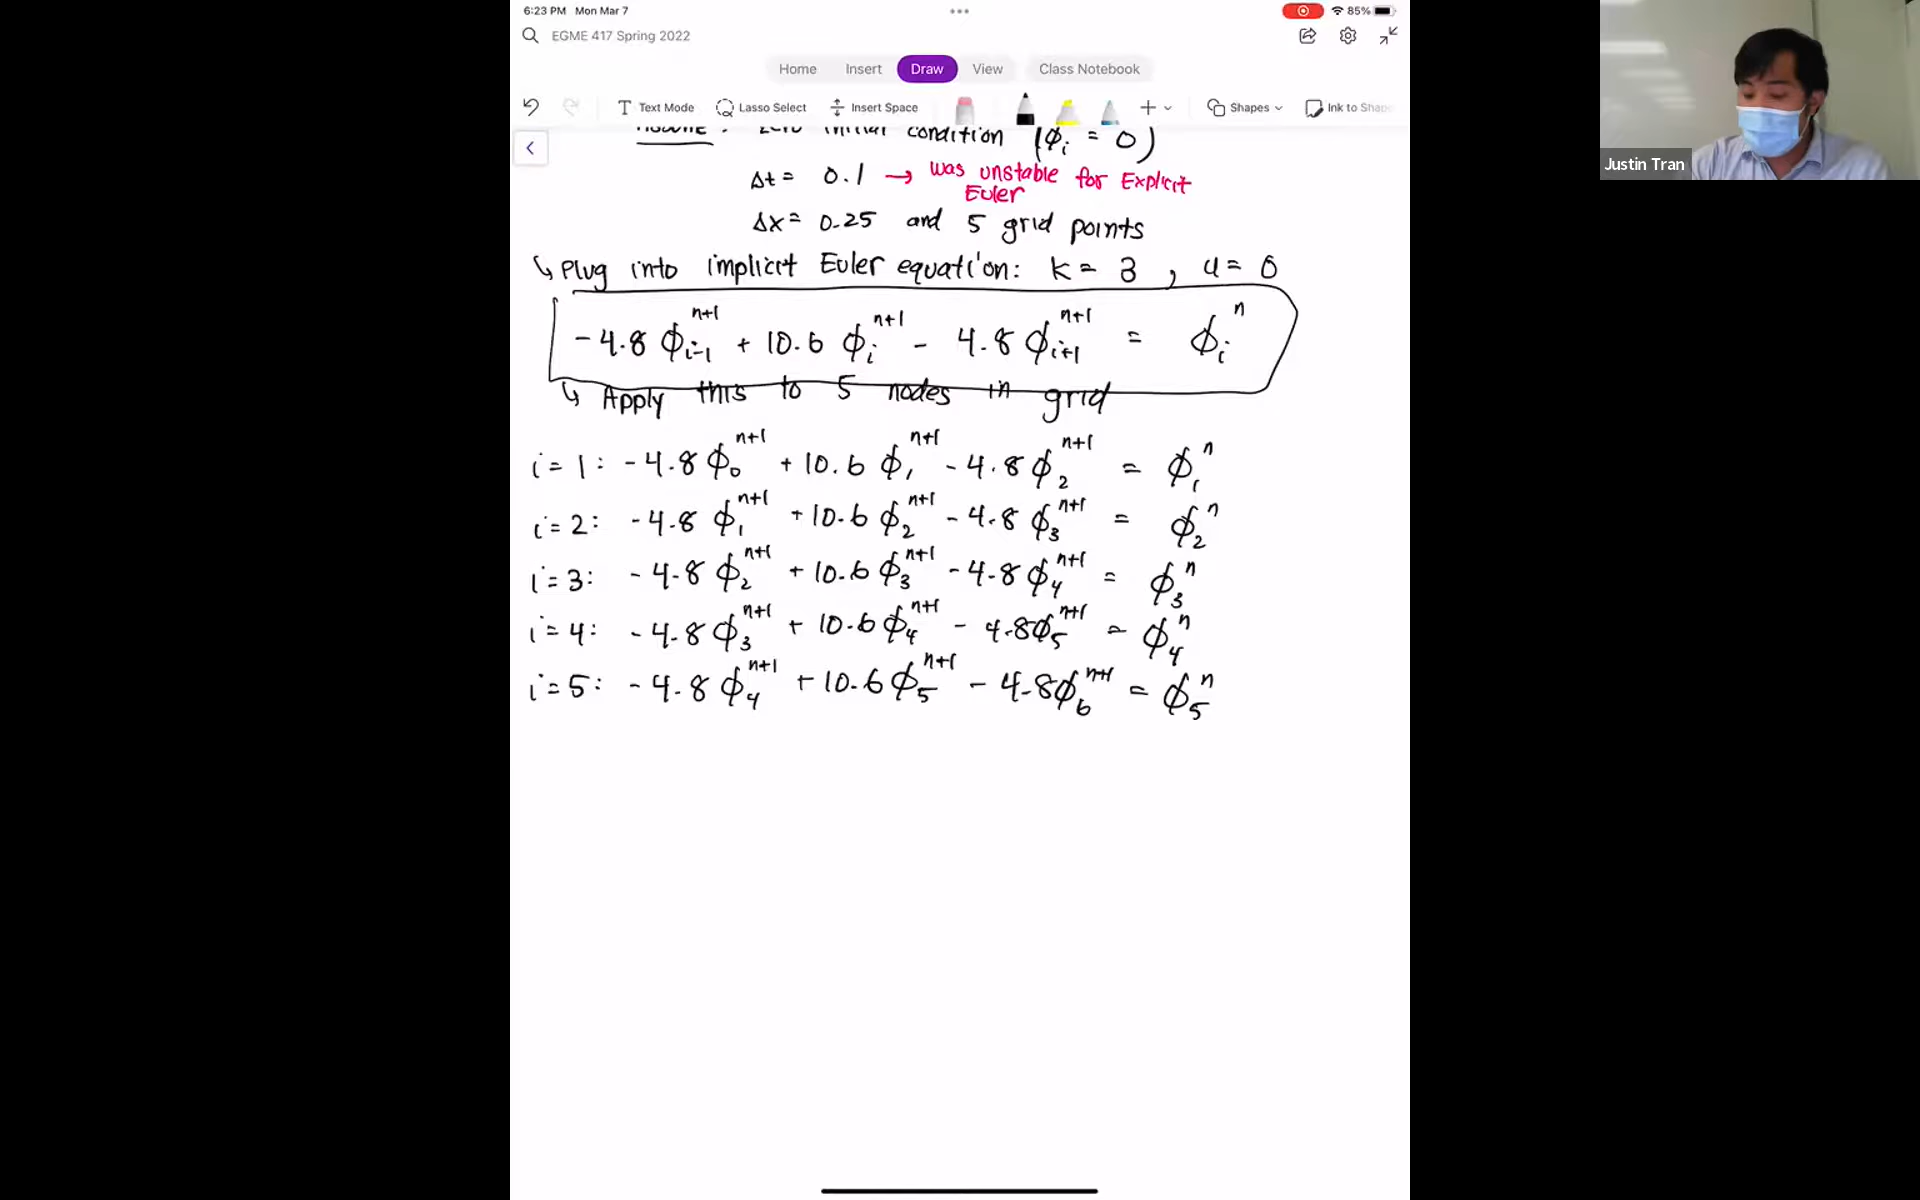 6:23 PM Mon Mar 7
85%
EGME 417 Spring 2022
Home Insert Draw View Class Notebook
Text Mode Lasso Select Insert Space Shapes Ink to Shape
Assume : zero initial condition (ϕᵢ = 0)
Δt = 0.1 → was unstable for Explicit
Euler
Δx = 0.25 and 5 grid points
↳ Plug into implicit Euler equation: k = 3 , u = 0
-4.8 ϕᵢ₋₁ⁿ⁺¹ + 10.6 ϕᵢⁿ⁺¹ - 4.8 ϕᵢ₊₁ⁿ⁺¹ = ϕᵢⁿ
↳ Apply this to 5 nodes in grid
i = 1: -4.8 ϕ₀ⁿ⁺¹ + 10.6 ϕ₁ⁿ⁺¹ - 4.8 ϕ₂ⁿ⁺¹ = ϕ₁ⁿ
i = 2: -4.8 ϕ₁ⁿ⁺¹ + 10.6 ϕ₂ⁿ⁺¹ - 4.8 ϕ₃ⁿ⁺¹ = ϕ₂ⁿ
i = 3: -4.8 ϕ₂ⁿ⁺¹ + 10.6 ϕ₃ⁿ⁺¹ - 4.8 ϕ₄ⁿ⁺¹ = ϕ₃ⁿ
i = 4: -4.8 ϕ₃ⁿ⁺¹ + 10.6 ϕ₄ⁿ⁺¹ - 4.8 ϕ₅ⁿ⁺¹ = ϕ₄ⁿ
i = 5: -4.8 ϕ₄ⁿ⁺¹ + 10.6 ϕ₅ⁿ⁺¹ - 4.8 ϕ₆ⁿ⁺¹ = ϕ₅ⁿ
Justin Tran